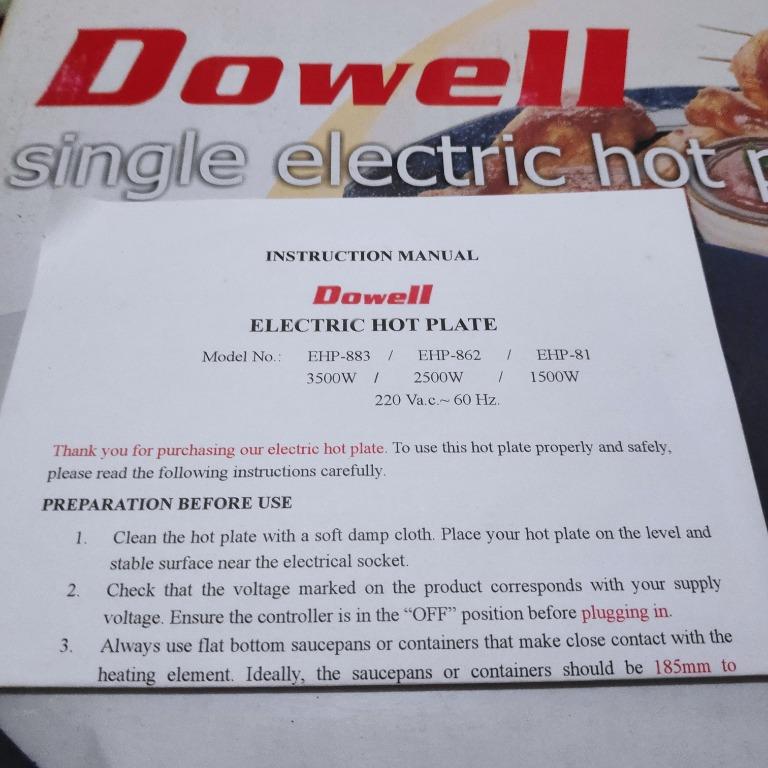 Dowell
single electric hot p
INSTRUCTION MANUAL
Dowell
ELECTRIC HOT PLATE
Model No.: EHP-883 / EHP-862 / EHP-81
3500W / 2500W / 1500W
220 Va.c.~ 60 Hz.
Thank you for purchasing our electric hot plate. To use this hot plate properly and safely,
please read the following instructions carefully.
PREPARATION BEFORE USE
1. Clean the hot plate with a soft damp cloth. Place your hot plate on the level and
stable surface near the electrical socket.
2. Check that the voltage marked on the product corresponds with your supply
voltage. Ensure the controller is in the “OFF” position before plugging in.
3. Always use flat bottom saucepans or containers that make close contact with the
heating element. Ideally, the saucepans or containers should be 185mm to